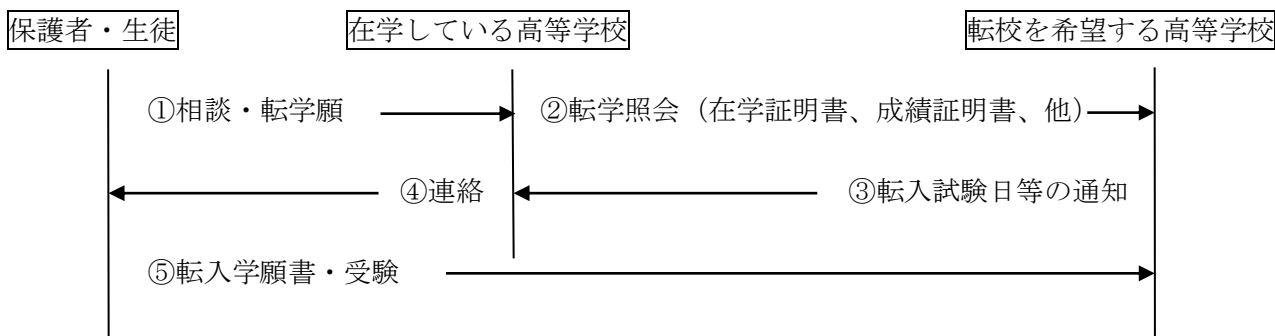 保護者・生徒 在学している高等学校 転校を希望する高等学校
①相談・転学願 ②転学照会（在学証明書、成績証明書、他）
④連絡 ③転入試験日等の通知
⑤転入学願書・受験